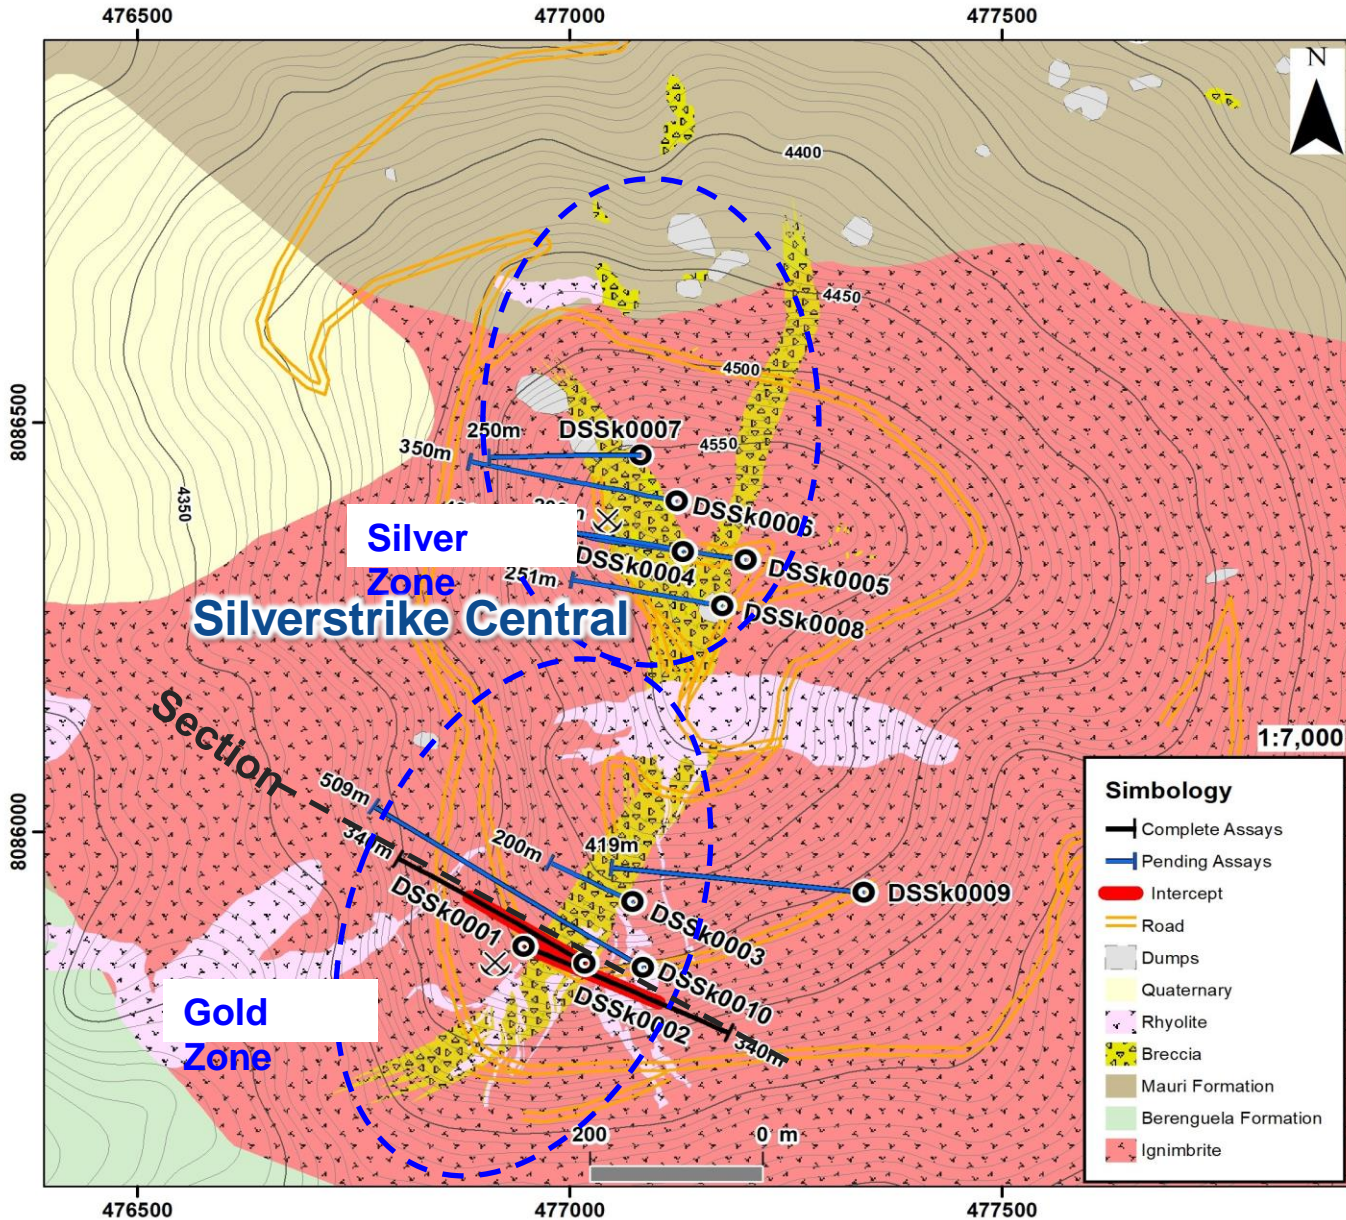 476500
477000
477500
N
4400
4450
4500
8086500
250m
DSSk0007
350m
4550
4350
DSSk0006
Silver
Zone
DSSk0004
DSSk0005
251m
DSSk0008
Silverstrike Central
Section
1:7,000
509m
340m
200m
419m
DSSk0001
DSSk0009
DSSk0003
8086000
DSSk0010
DSSk0002
340m
Gold
Zone
200
0 m
Simbology
Complete Assays
Pending Assays
Intercept
Road
Dumps
Quaternary
Rhyolite
Breccia
Mauri Formation
Berenguela Formation
Ignimbrite
476500
477000
477500